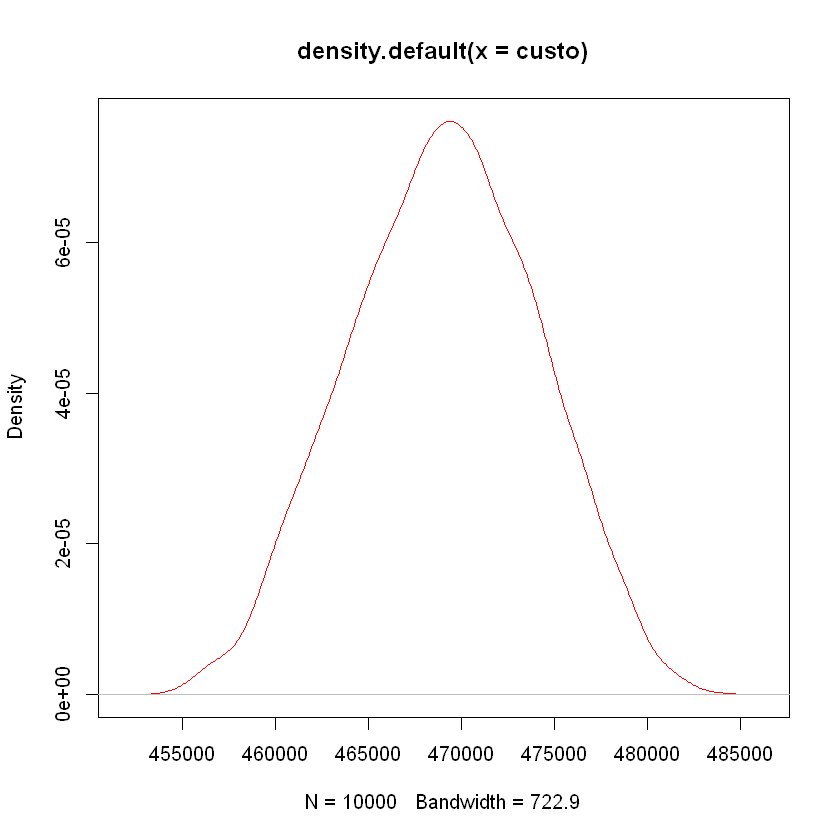 density.default(x = custo)
Density
6e-05
4e-05
2e-05
0e+00
455000 460000 465000 470000 475000 480000 485000
N = 10000 Bandwidth = 722.9